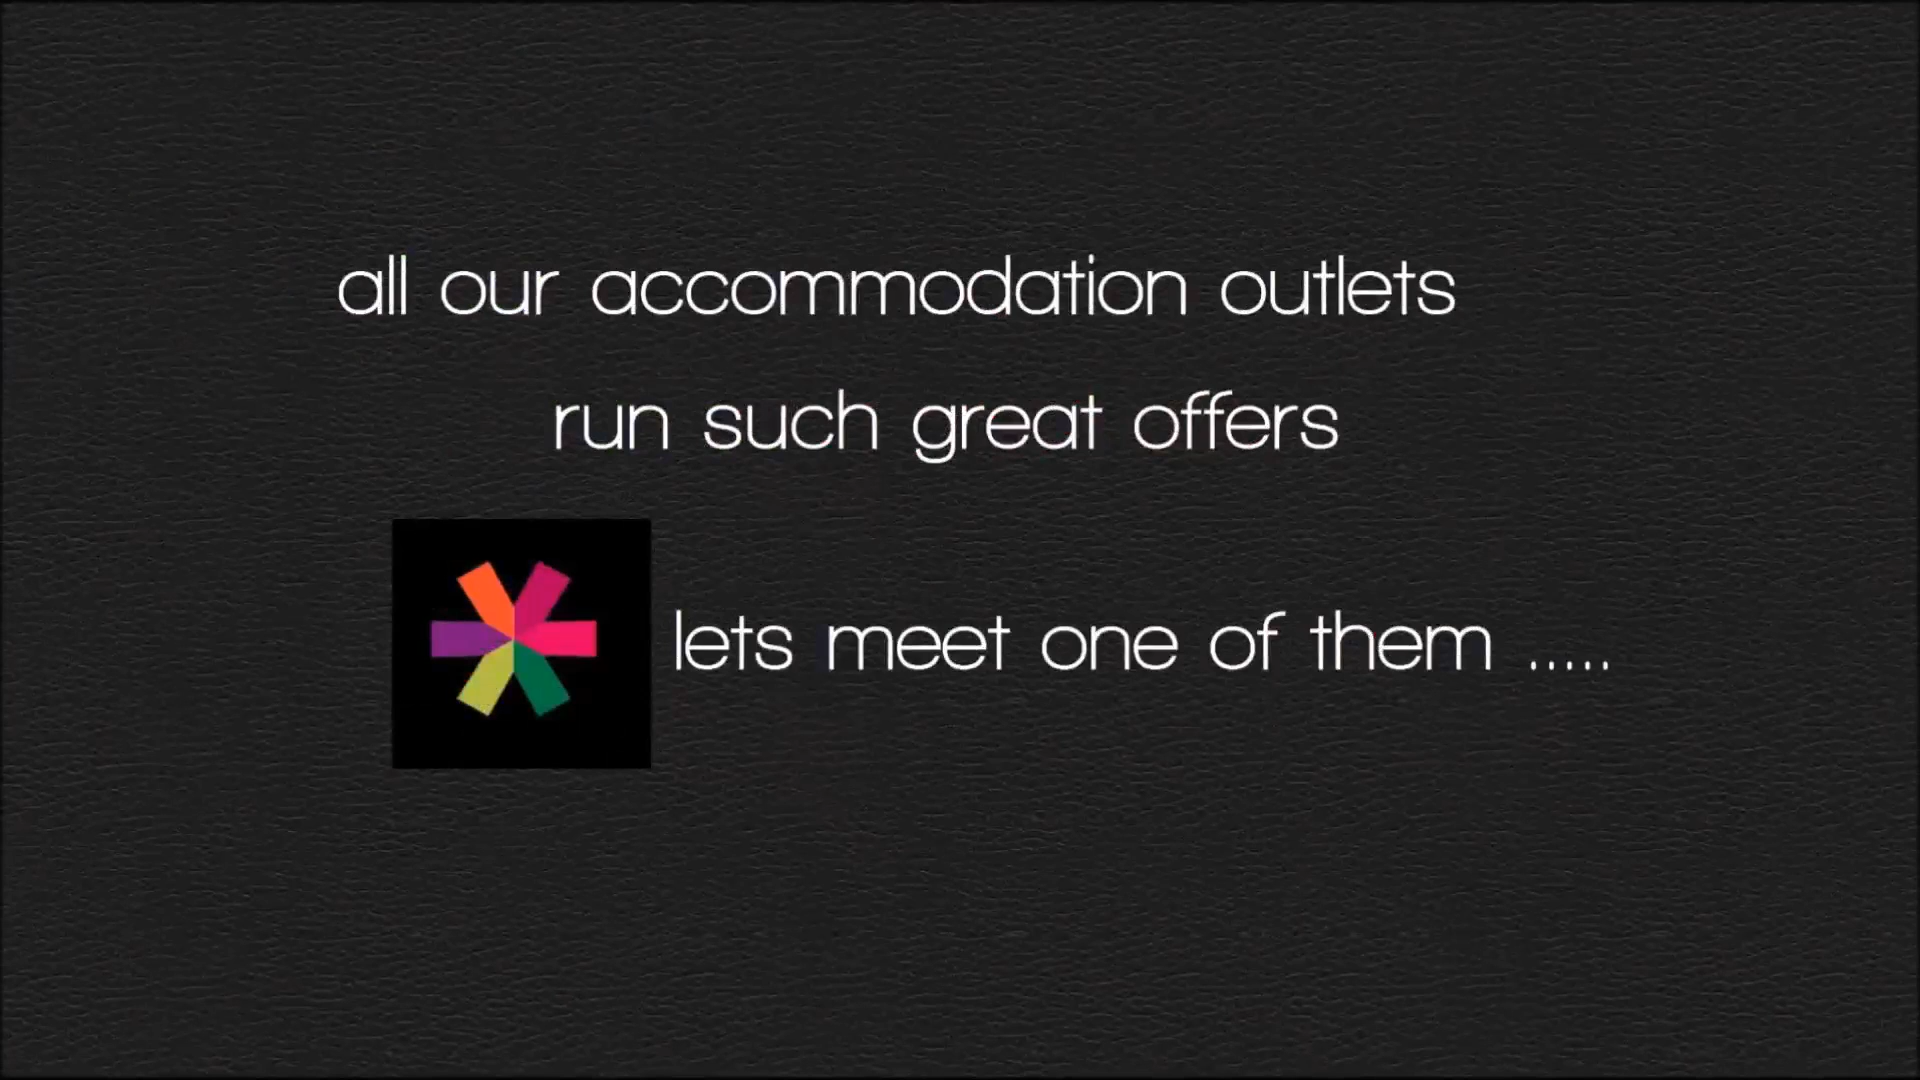 all our accommodation outlets
run such great offers
lets meet one of them .....